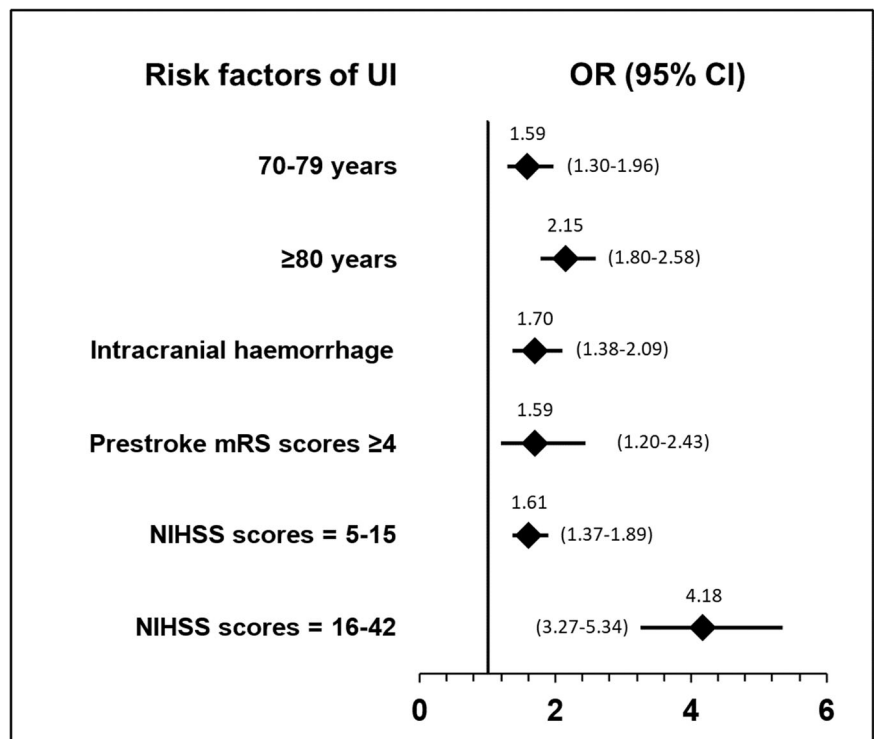 Risk factors of UI OR (95% CI)
1.59
70-79 years (1.30-1.96)
2.15
≥80 years (1.80-2.58)
1.70
Intracranial haemorrhage (1.38-2.09)
1.59
Prestroke mRS scores ≥4 (1.20-2.43)
1.61
NIHSS scores = 5-15 (1.37-1.89)
4.18
NIHSS scores = 16-42 (3.27-5.34)
0 2 4 6